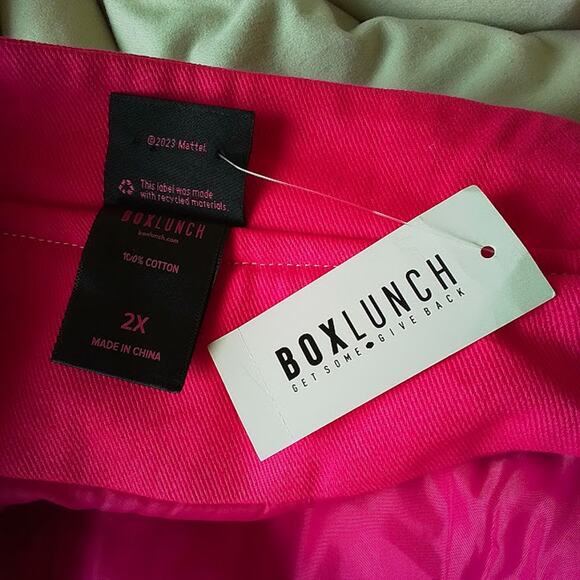 ©2023 Mattel.
This label was made
with recycled materials.
BOXLUNCH
boxlunch.com
100% COTTON
2X
MADE IN CHINA
BOXLUNCH
GET SOME. GIVE BACK